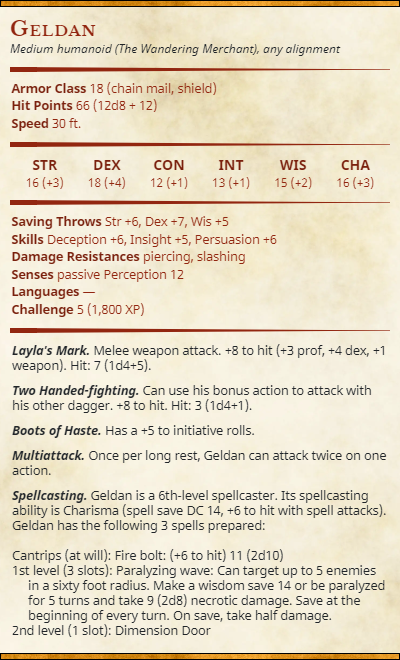 Geldan
Medium humanoid (The Wandering Merchant), any alignment
Armor Class 18 (chain mail, shield)
Hit Points 66 (12d8 + 12)
Speed 30 ft.
STR DEX CON INT WIS CHA
16 (+3) 18 (+4) 12 (+1) 13 (+1) 15 (+2) 16 (+3)
Saving Throws Str +6, Dex +7, Wis +5
Skills Deception +6, Insight +5, Persuasion +6
Damage Resistances piercing, slashing
Senses passive Perception 12
Languages —
Challenge 5 (1,800 XP)
Layla's Mark. Melee weapon attack. +8 to hit (+3 prof, +4 dex, +1
weapon). Hit: 7 (1d4+5).
Two Handed-fighting. Can use his bonus action to attack with
his other dagger. +8 to hit. Hit: 3 (1d4+1).
Boots of Haste. Has a +5 to initiative rolls.
Multiattack. Once per long rest, Geldan can attack twice on one
action.
Spellcasting. Geldan is a 6th-level spellcaster. Its spellcasting
ability is Charisma (spell save DC 14, +6 to hit with spell attacks).
Geldan has the following 3 spells prepared:
Cantrips (at will): Fire bolt: (+6 to hit) 11 (2d10)
1st level (3 slots): Paralyzing wave: Can target up to 5 enemies
in a sixty foot radius. Make a wisdom save 14 or be paralyzed
for 5 turns and take 9 (2d8) necrotic damage. Save at the
beginning of every turn. On save, take half damage.
2nd level (1 slot): Dimension Door